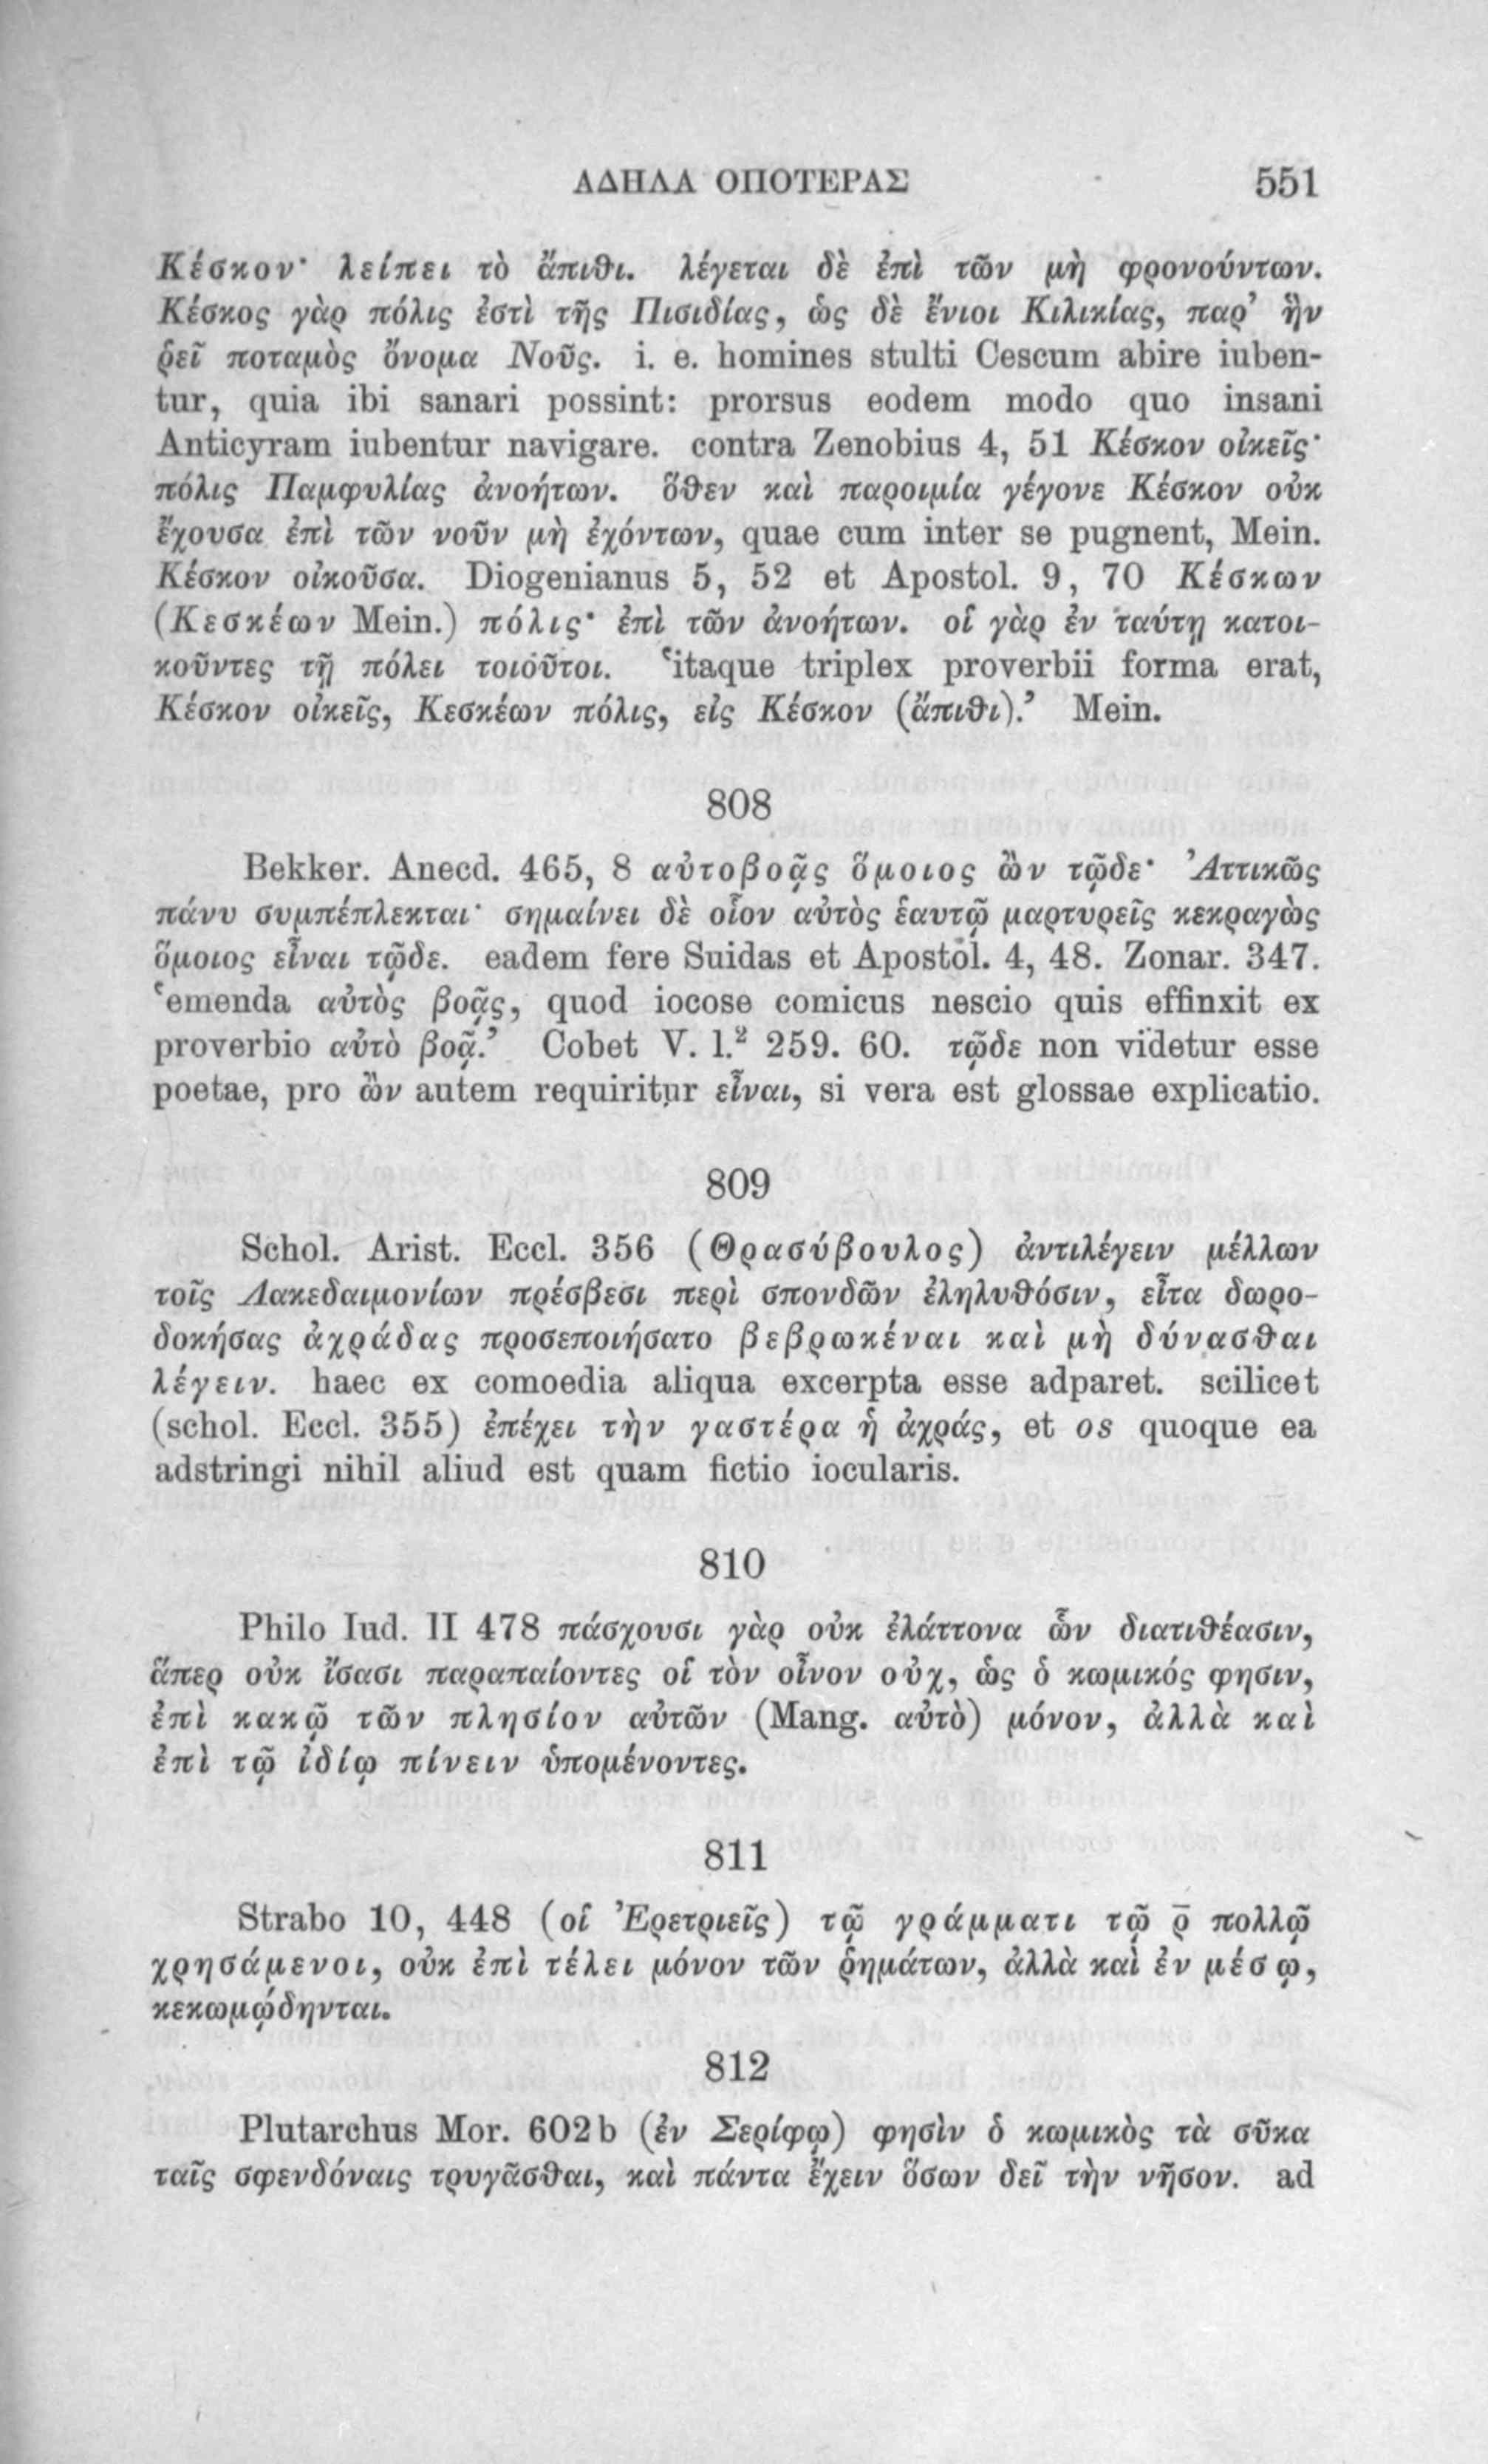 ΑΔΗΛΑ ΟΠΟΤΕΡΑΣ 551
Κέσκον· λείπει τὸ ἄπιθι. λέγεται δὲ ἐπὶ τῶν μὴ φρονούντων.
Κέσκος γὰρ πόλις ἐστὶ τῆς Πισιδίας, ὡς δὲ ἔνιοι Κιλικίας, παρ’ ἣν
ῥεῖ ποταμὸς ὄνομα Νοῦς. i. e. homines stulti Cescum abire iuben-
tur, quia ibi sanari possint: prorsus eodem modo quo insani
Anticyram iubentur navigare. contra Zenobius 4, 51 Κέσκον οἰκεῖς·
πόλις Παμφυλίας ἀνοήτων. ὅθεν καὶ παροιμία γέγονε Κέσκον οὐκ
ἔχουσα ἐπὶ τῶν νοῦν μὴ ἐχόντων, quae cum inter se pugnent, Mein.
Κέσκον οἰκοῦσα. Diogenianus 5, 52 et Apostol. 9, 70 Κέσκων
(Κεσκέων Mein.) πόλις· ἐπὶ τῶν ἀνοήτων. οἱ γὰρ ἐν ταύτῃ κατοι-
κοῦντες τῇ πόλει τοιοῦτοι. ‘itaque triplex proverbii forma erat,
Κέσκον οἰκεῖς, Κεσκέων πόλις, εἰς Κέσκον (ἄπιθι).’ Mein.
808
Bekker. Anecd. 465, 8 αὐτοβοᾷς ὅμοιος ὢν τῷδε· Ἀττικῶς
πάνυ συμπέπλεκται· σημαίνει δὲ οἷον αὐτὸς ἑαυτῷ μαρτυρεῖς κεκραγὼς
ὅμοιος εἶναι τῷδε. eadem fere Suidas et Apostol. 4, 48. Zonar. 347.
‘emenda αὐτὸς βοᾷς, quod iocose comicus nescio quis effinxit ex
proverbio αὐτὸ βοᾷ.’ Cobet V. l.² 259. 60. τῷδε non videtur esse
poetae, pro ὢν autem requiritur εἶναι, si vera est glossae explicatio.
809
Schol. Arist. Eccl. 356 (Θρασύβουλος) ἀντιλέγειν μέλλων
τοῖς Λακεδαιμονίων πρέσβεσι περὶ σπονδῶν ἐληλυθόσιν, εἶτα δωρο-
δοκήσας ἀχράδας προσεποιήσατο βεβρωκέναι καὶ μὴ δύνασθαι
λέγειν. haec ex comoedia aliqua excerpta esse adparet. scilicet
(schol. Eccl. 355) ἐπέχει τὴν γαστέρα ἡ ἀχράς, et os quoque ea
adstringi nihil aliud est quam fictio iocularis.
810
Philo Iud. II 478 πάσχουσι γὰρ οὐκ ἐλάττονα ὧν διατιθέασιν,
ἅπερ οὐκ ἴσασι παραπαίοντες οἱ τὸν οἶνον οὐχ, ὡς ὁ κωμικός φησιν,
ἐπὶ κακῷ τῶν πλησίον αὐτῶν (Mang. αὐτὸ) μόνον, ἀλλὰ καὶ
ἐπὶ τῷ ἰδίῳ πίνειν ὑπομένοντες.
811
Strabo 10, 448 (οἱ Ἐρετριεῖς) τῷ γράμματι τῷ ρ̄ πολλῷ
χρησάμενοι, οὐκ ἐπὶ τέλει μόνον τῶν ῥημάτων, ἀλλὰ καὶ ἐν μέσῳ,
κεκωμῴδηνται.
812
Plutarchus Mor. 602b (ἐν Σερίφῳ) φησὶν ὁ κωμικὸς τὰ σῦκα
ταῖς σφενδόναις τρυγᾶσθαι, καὶ πάντα ἔχειν ὅσων δεῖ τὴν νῆσον. ad